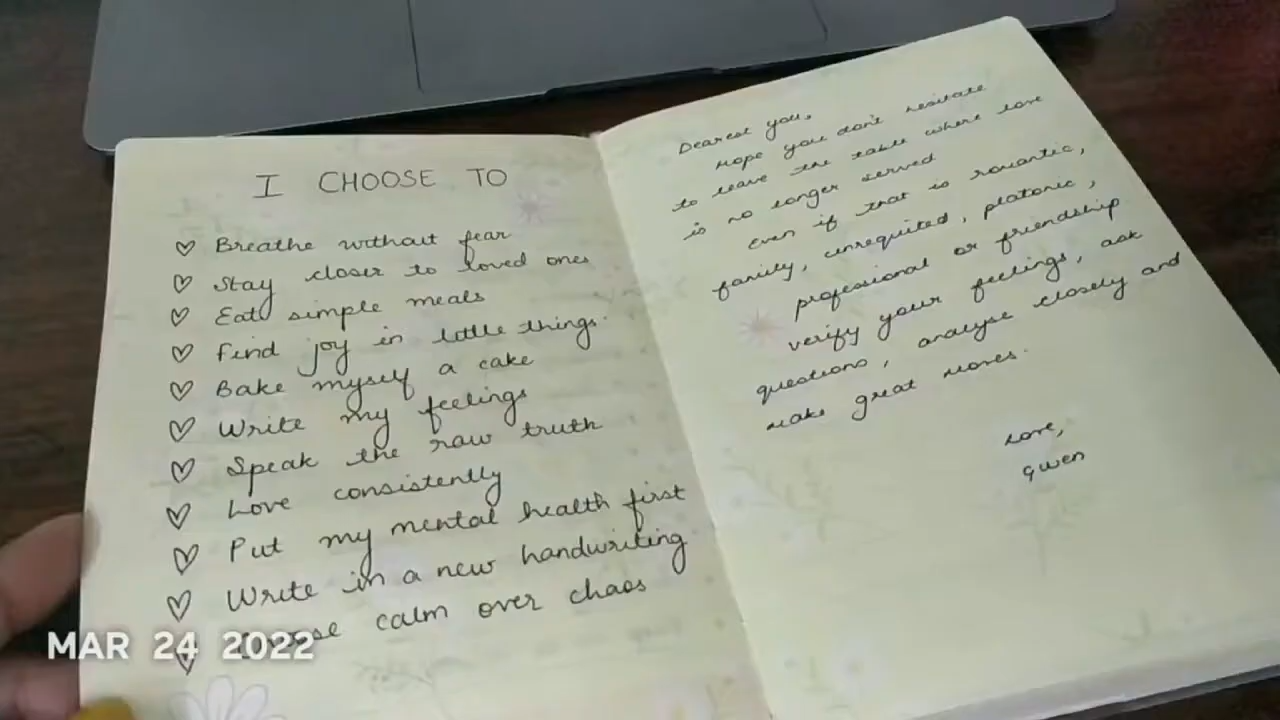 I CHOOSE TO
♡ Breathe without fear
♡ Stay closer to loved ones
♡ Eat simple meals
♡ Find joy in little things
♡ Bake myself a cake
♡ Write my feelings
♡ Speak the raw truth
♡ Love consistently
♡ Put my mental health first
♡ Write in a new handwriting
♡ Choose calm over chaos
Dearest you,
Hope you don't hesitate
to leave the table where love
is no longer served
even if that is romantic,
family, unrequited, platonic,
professional or friendship
verify your feelings, ask
questions, analyse closely and
make great moves.
Love,
Gwen
MAR 24 2022